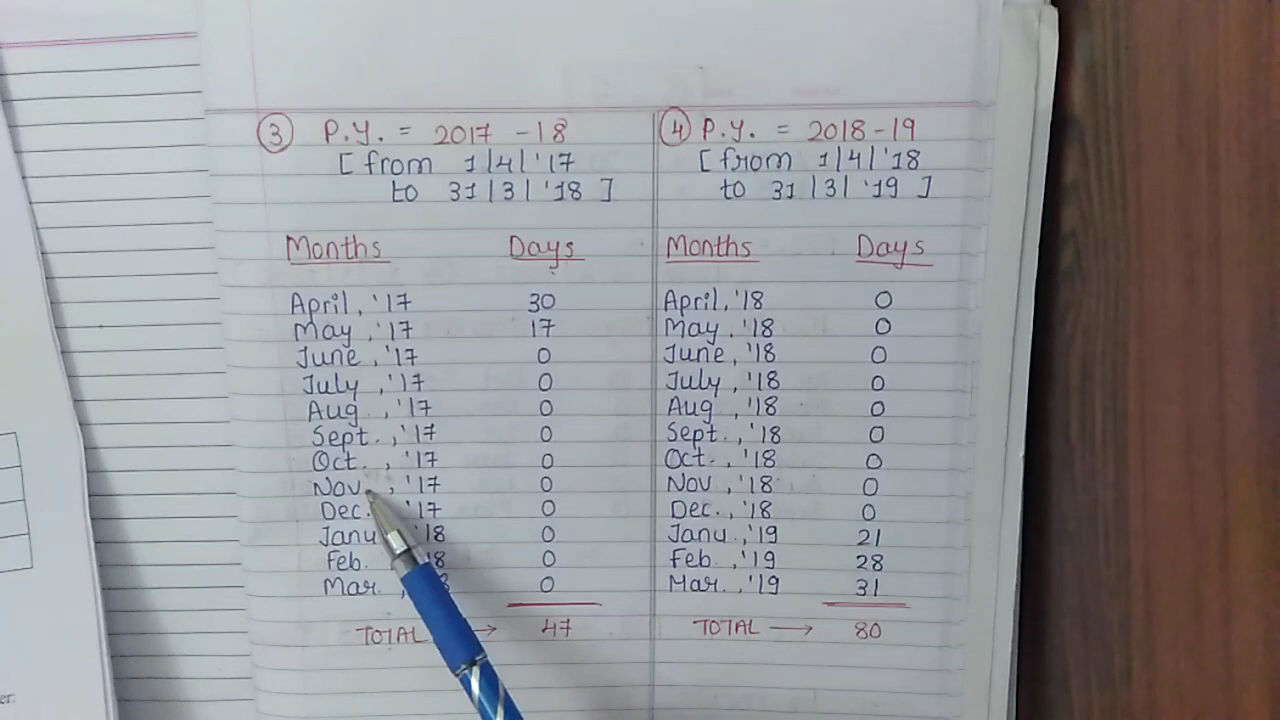 ③ P.Y. = 2017 - 18
[from 1/4/'17
to 31/3/'18]
Months Days
April, '17 30
May, '17 17
June, '17 0
July, '17 0
Aug., '17 0
Sept., '17 0
Oct., '17 0
Nov., '17 0
Dec. '17 0
Janu '18 0
Feb. '18 0
Mar. 0
TOTAL → 47
④ P.Y. = 2018-19
[from 1/4/'18
to 31/3/'19]
Months Days
April, '18 0
May, '18 0
June, '18 0
July, '18 0
Aug., '18 0
Sept., '18 0
Oct., '18 0
Nov., '18 0
Dec., '18 0
Janu., '19 21
Feb., '19 28
Mar., '19 31
TOTAL → 80
er: